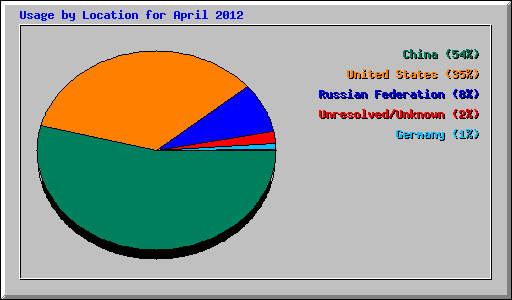 Usage by Location for April 2012
China (54%)
United States (35%)
Russian Federation (8%)
Unresolved/Unknown (2%)
Germany (1%)